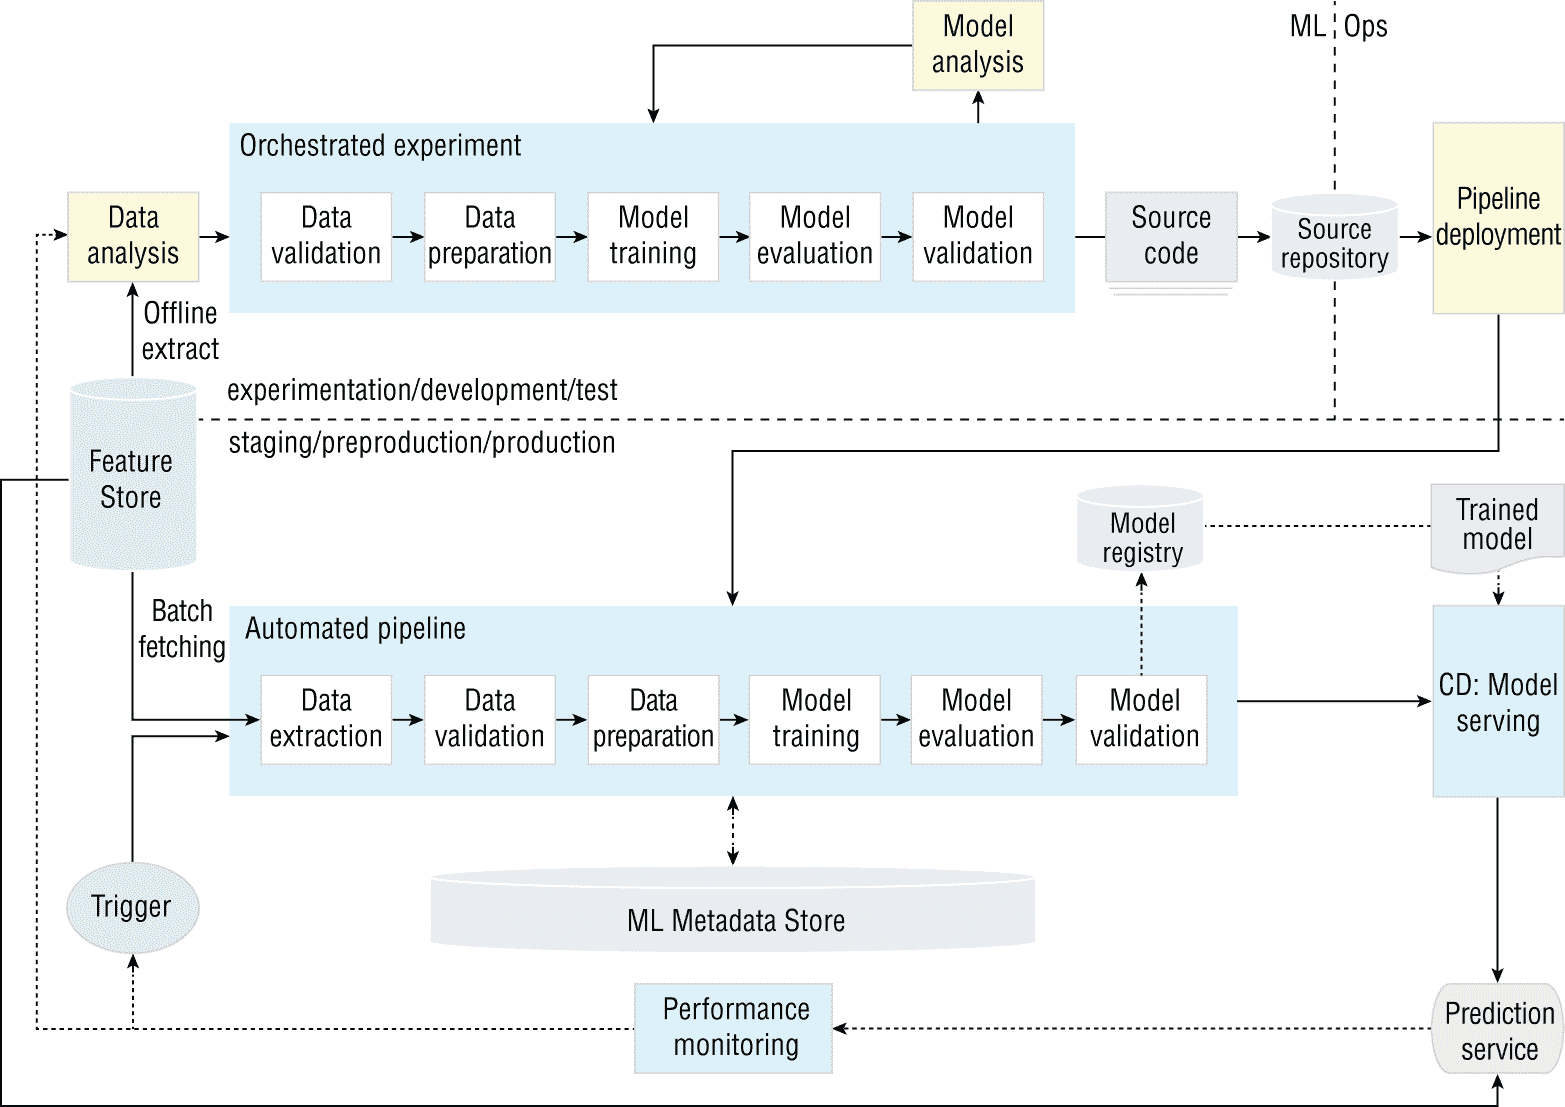 Model
analysis
ML
Ops
Orchestrated experiment
Data
analysis
Data
validation
Data
preparation
Model
training
Model
evaluation
Model
validation
Source
code
Source
repository
Pipeline
deployment
Offline
extract
experimentation/development/test
staging/preproduction/production
Feature
Store
Model
registry
Trained
model
Batch
fetching
Automated pipeline
Data
extraction
Data
validation
Data
preparation
Model
training
Model
evaluation
Model
validation
CD: Model
serving
Trigger
ML Metadata Store
Performance
monitoring
Prediction
service